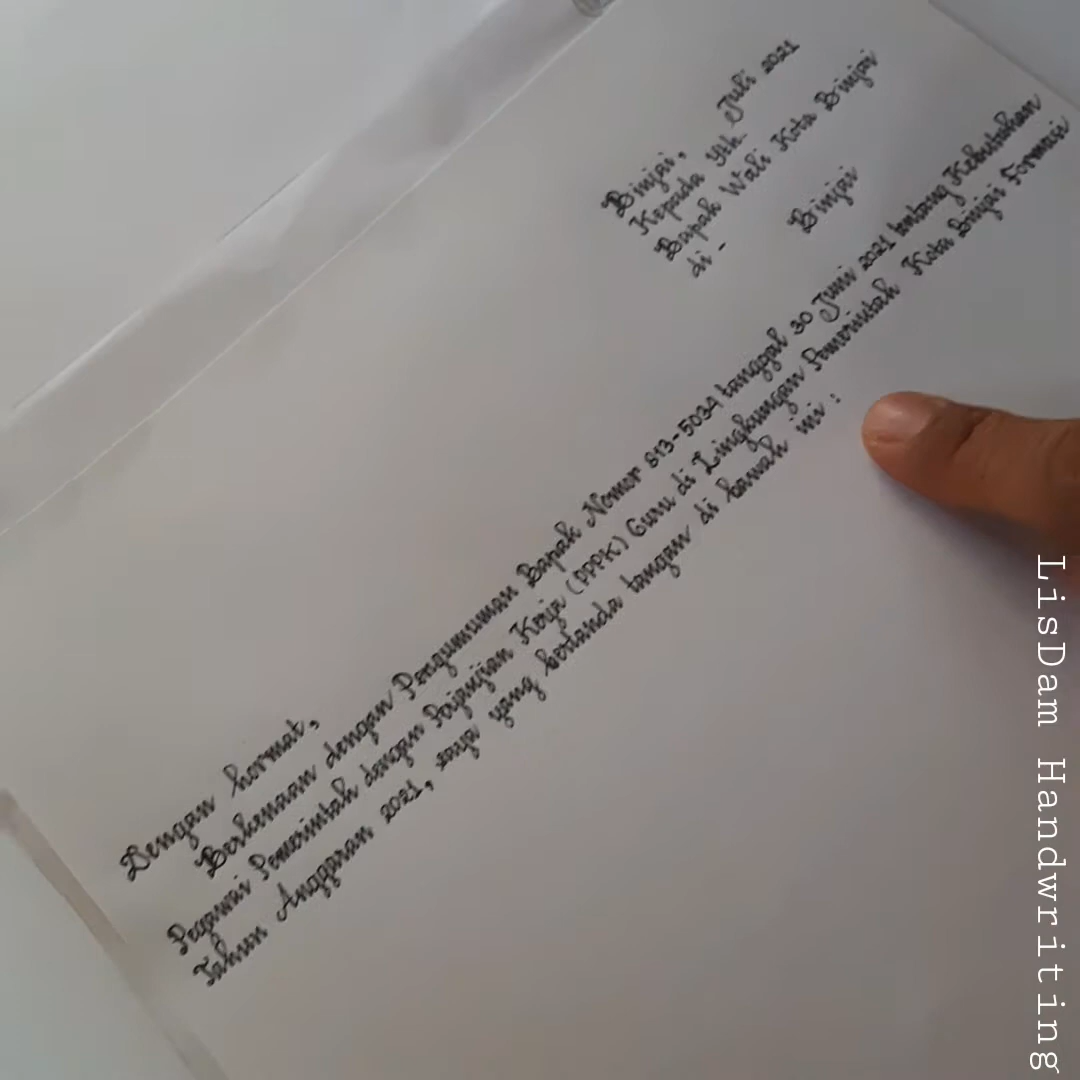 Binjai, Juli 2021
Kepada Yth.
Bapak Wali Kota Binjai
di -
Binjai
Dengan hormat,
Berkenaan dengan Pengumuman Bapak Nomor 813-5034 tanggal 30 Juni 2021 tentang Kebutuhan
Pegawai Pemerintah dengan Perjanjian Kerja (PPPK) Guru di Lingkungan Pemerintah Kota Binjai Formasi
Tahun Anggaran 2021, saya yang bertanda tangan di bawah ini :
LisDam Handwriting